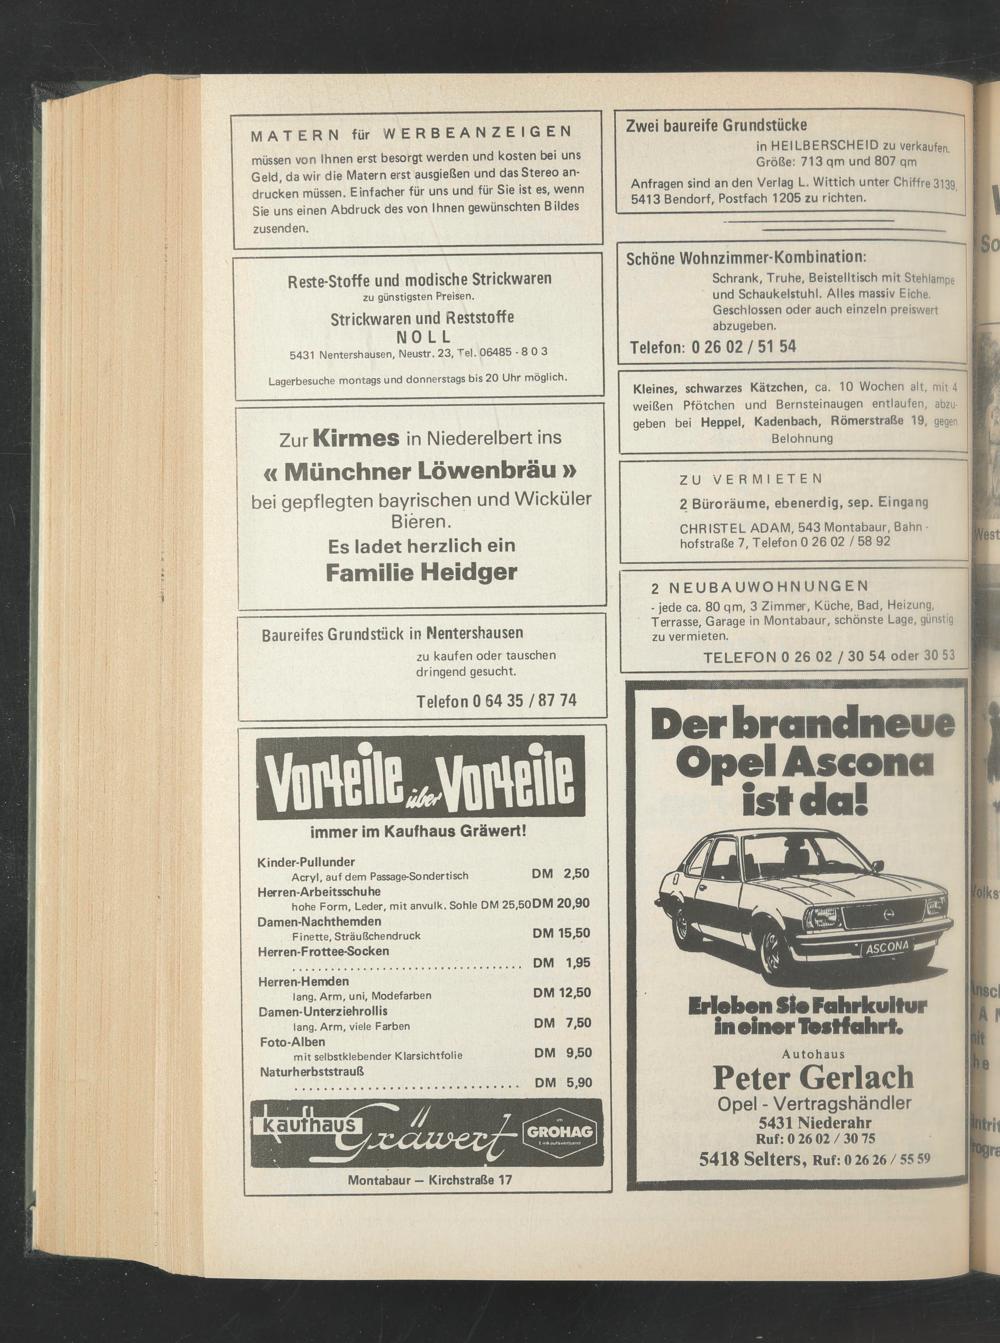 MATERN für WERBEANZEIGEN
müssen von Ihnen erst besorgt werden und kosten bei uns
Geld, da wir die Matern erst ausgießen und das Stereo an-
drucken müssen. Einfacher für uns und für Sie ist es, wenn
Sie uns einen Abdruck des von Ihnen gewünschten Bildes
zusenden.
Reste-Stoffe und modische Strickwaren
zu günstigsten Preisen.
Strickwaren und Reststoffe
NOLL
5431 Nentershausen, Neustr. 23, Tel. 06485 - 8 0 3
Lagerbesuche montags und donnerstags bis 20 Uhr möglich.
Zur Kirmes in Niederelbert ins
« Münchner Löwenbräu »
bei gepflegten bayrischen und Wicküler
Bieren.
Es ladet herzlich ein
Familie Heidger
Baureifes Grundstück in Nentershausen
zu kaufen oder tauschen
dringend gesucht.
Telefon 0 64 35 / 87 74
Vorteile über Vorteile
immer im Kaufhaus Gräwert!
Kinder-Pullunder
Acryl, auf dem Passage-Sondertisch DM 2,50
Herren-Arbeitsschuhe
hohe Form, Leder, mit anvulk. Sohle DM 25,50 DM 20,90
Damen-Nachthemden
Finette, Sträußchendruck DM 15,50
Herren-Frottee-Socken
. . . . . . . . . . . . . . . . . . . . . . . . . . . . . . . DM 1,95
Herren-Hemden
lang. Arm, uni, Modefarben DM 12,50
Damen-Unterziehrollis
lang. Arm, viele Farben DM 7,50
Foto-Alben
mit selbstklebender Klarsichtfolie DM 9,50
Naturherbststrauß
. . . . . . . . . . . . . . . . . . . . . . . . . . . . . . . DM 5,90
kaufhaus Gräwert
GROHAG
Einkaufsverband
Montabaur — Kirchstraße 17
Zwei baureife Grundstücke
in HEILBERSCHEID zu verkaufen.
Größe: 713 qm und 807 qm
Anfragen sind an den Verlag L. Wittich unter Chiffre 3139,
5413 Bendorf, Postfach 1205 zu richten.
Schöne Wohnzimmer-Kombination:
Schrank, Truhe, Beistelltisch mit Stehlampe
und Schaukelstuhl. Alles massiv Eiche.
Geschlossen oder auch einzeln preiswert
abzugeben.
Telefon: 0 26 02 / 51 54
Kleines, schwarzes Kätzchen, ca. 10 Wochen alt, mit 4
weißen Pfötchen und Bernsteinaugen entlaufen, abzu-
geben bei Heppel, Kadenbach, Römerstraße 19, gegen
Belohnung
ZU VERMIETEN
2 Büroräume, ebenerdig, sep. Eingang
CHRISTEL ADAM, 543 Montabaur, Bahn-
hofstraße 7, Telefon 0 26 02 / 58 92
2 NEUBAUWOHNUNGEN
- jede ca. 80 qm, 3 Zimmer, Küche, Bad, Heizung,
Terrasse, Garage in Montabaur, schönste Lage, günstig
zu vermieten.
TELEFON 0 26 02 / 30 54 oder 30 53
Der brandneue
Opel Ascona
ist da!
ASCONA
Erleben Sie Fahrkultur
in einer Testfahrt.
Autohaus
Peter Gerlach
Opel - Vertragshändler
5431 Niederahr
Ruf: 0 26 02 / 30 75
5418 Selters, Ruf: 0 26 26 / 55 59